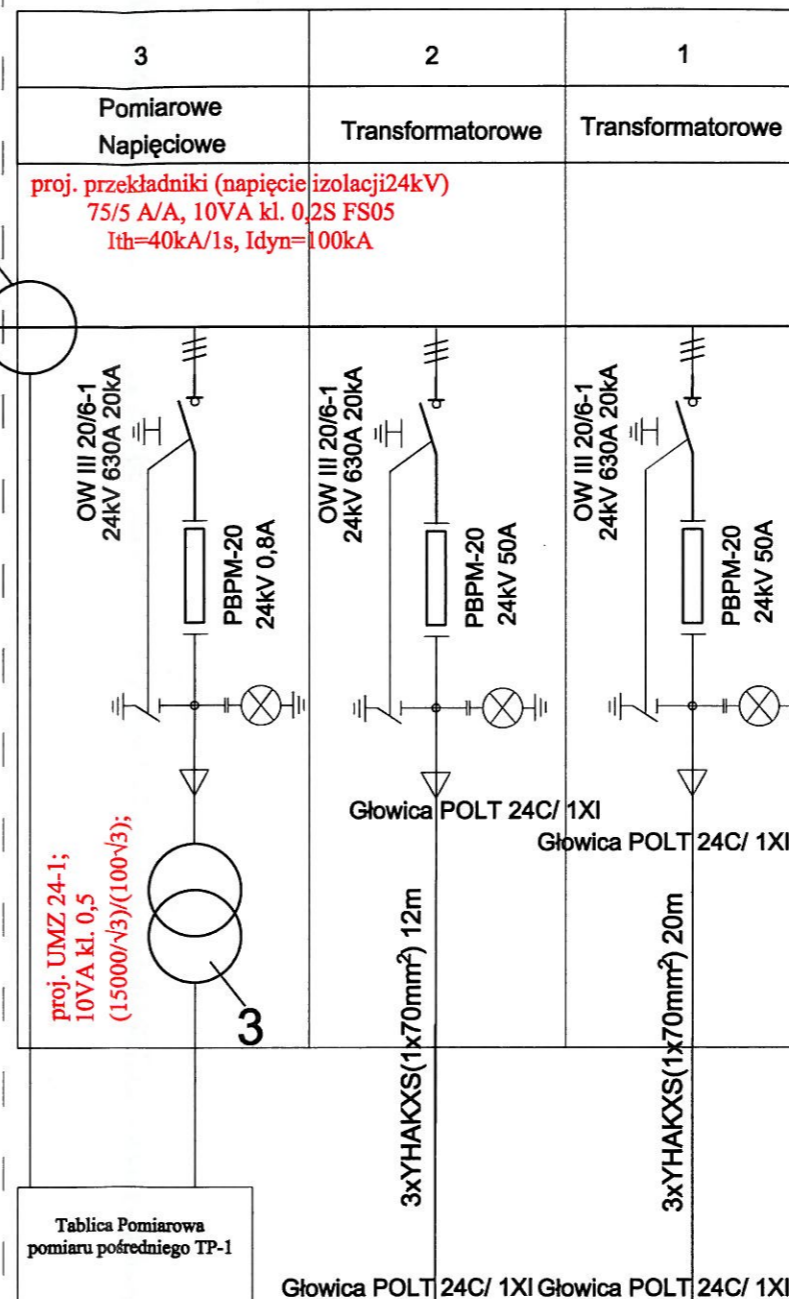 3
2
1
Pomiarowe
Napięciowe
Transformatorowe
Transformatorowe
proj. przekładniki (napięcie izolacji24kV)
75/5 A/A, 10VA kl. 0,2S FS05
Ith=40kA/1s, Idyn=100kA
OW III 20/6-1
24kV 630A 20kA
PBPM-20
24kV 0,8A
OW III 20/6-1
24kV 630A 20kA
PBPM-20
24kV 50A
OW III 20/6-1
24kV 630A 20kA
PBPM-20
24kV 50A
Głowica POLT 24C/ 1XI
Głowica POLT 24C/ 1XI
proj. UMZ 24-1;
10VA kl. 0,5
(15000/√3)/(100√3);
3
3xYHAKXS(1x70mm²) 12m
3xYHAKXS(1x70mm²) 20m
Tablica Pomiarowa
pomiaru pośredniego TP-1
Głowica POLT 24C/ 1XI
Głowica POLT 24C/ 1XI